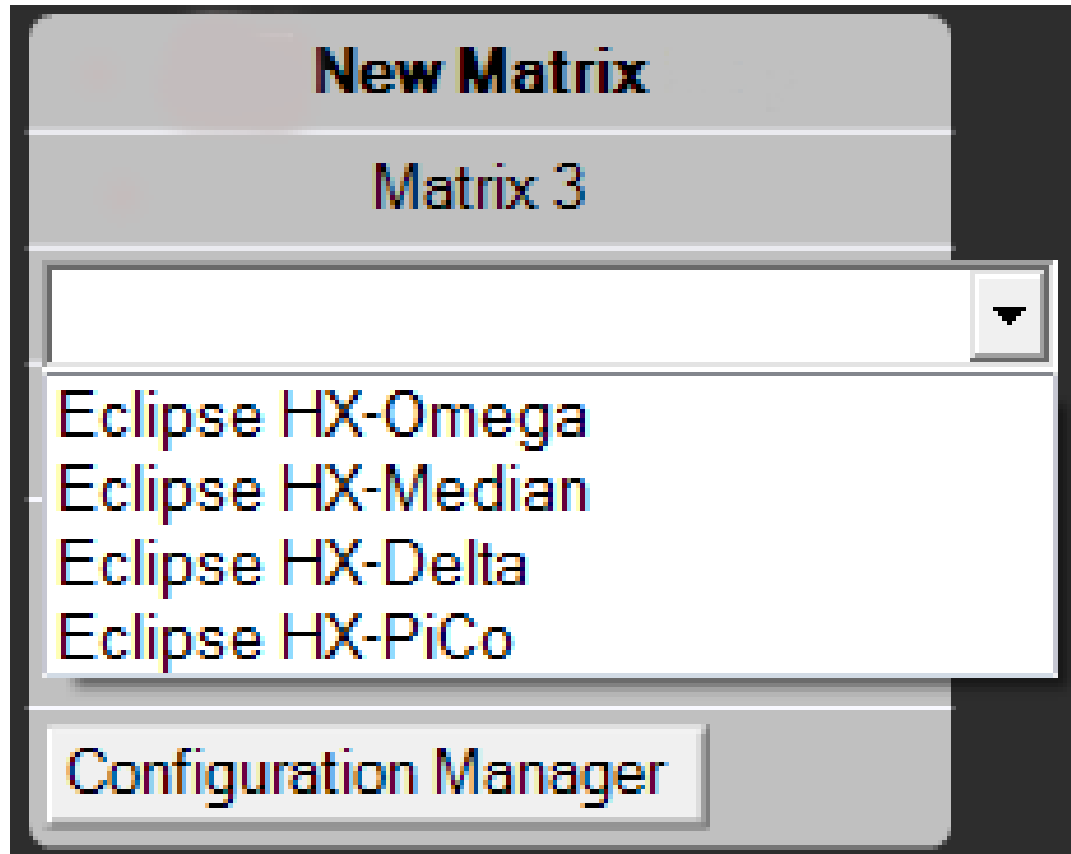 New Matrix
Matrix 3
Eclipse HX-Omega
Eclipse HX-Median
Eclipse HX-Delta
Eclipse HX-PiCo
Configuration Manager